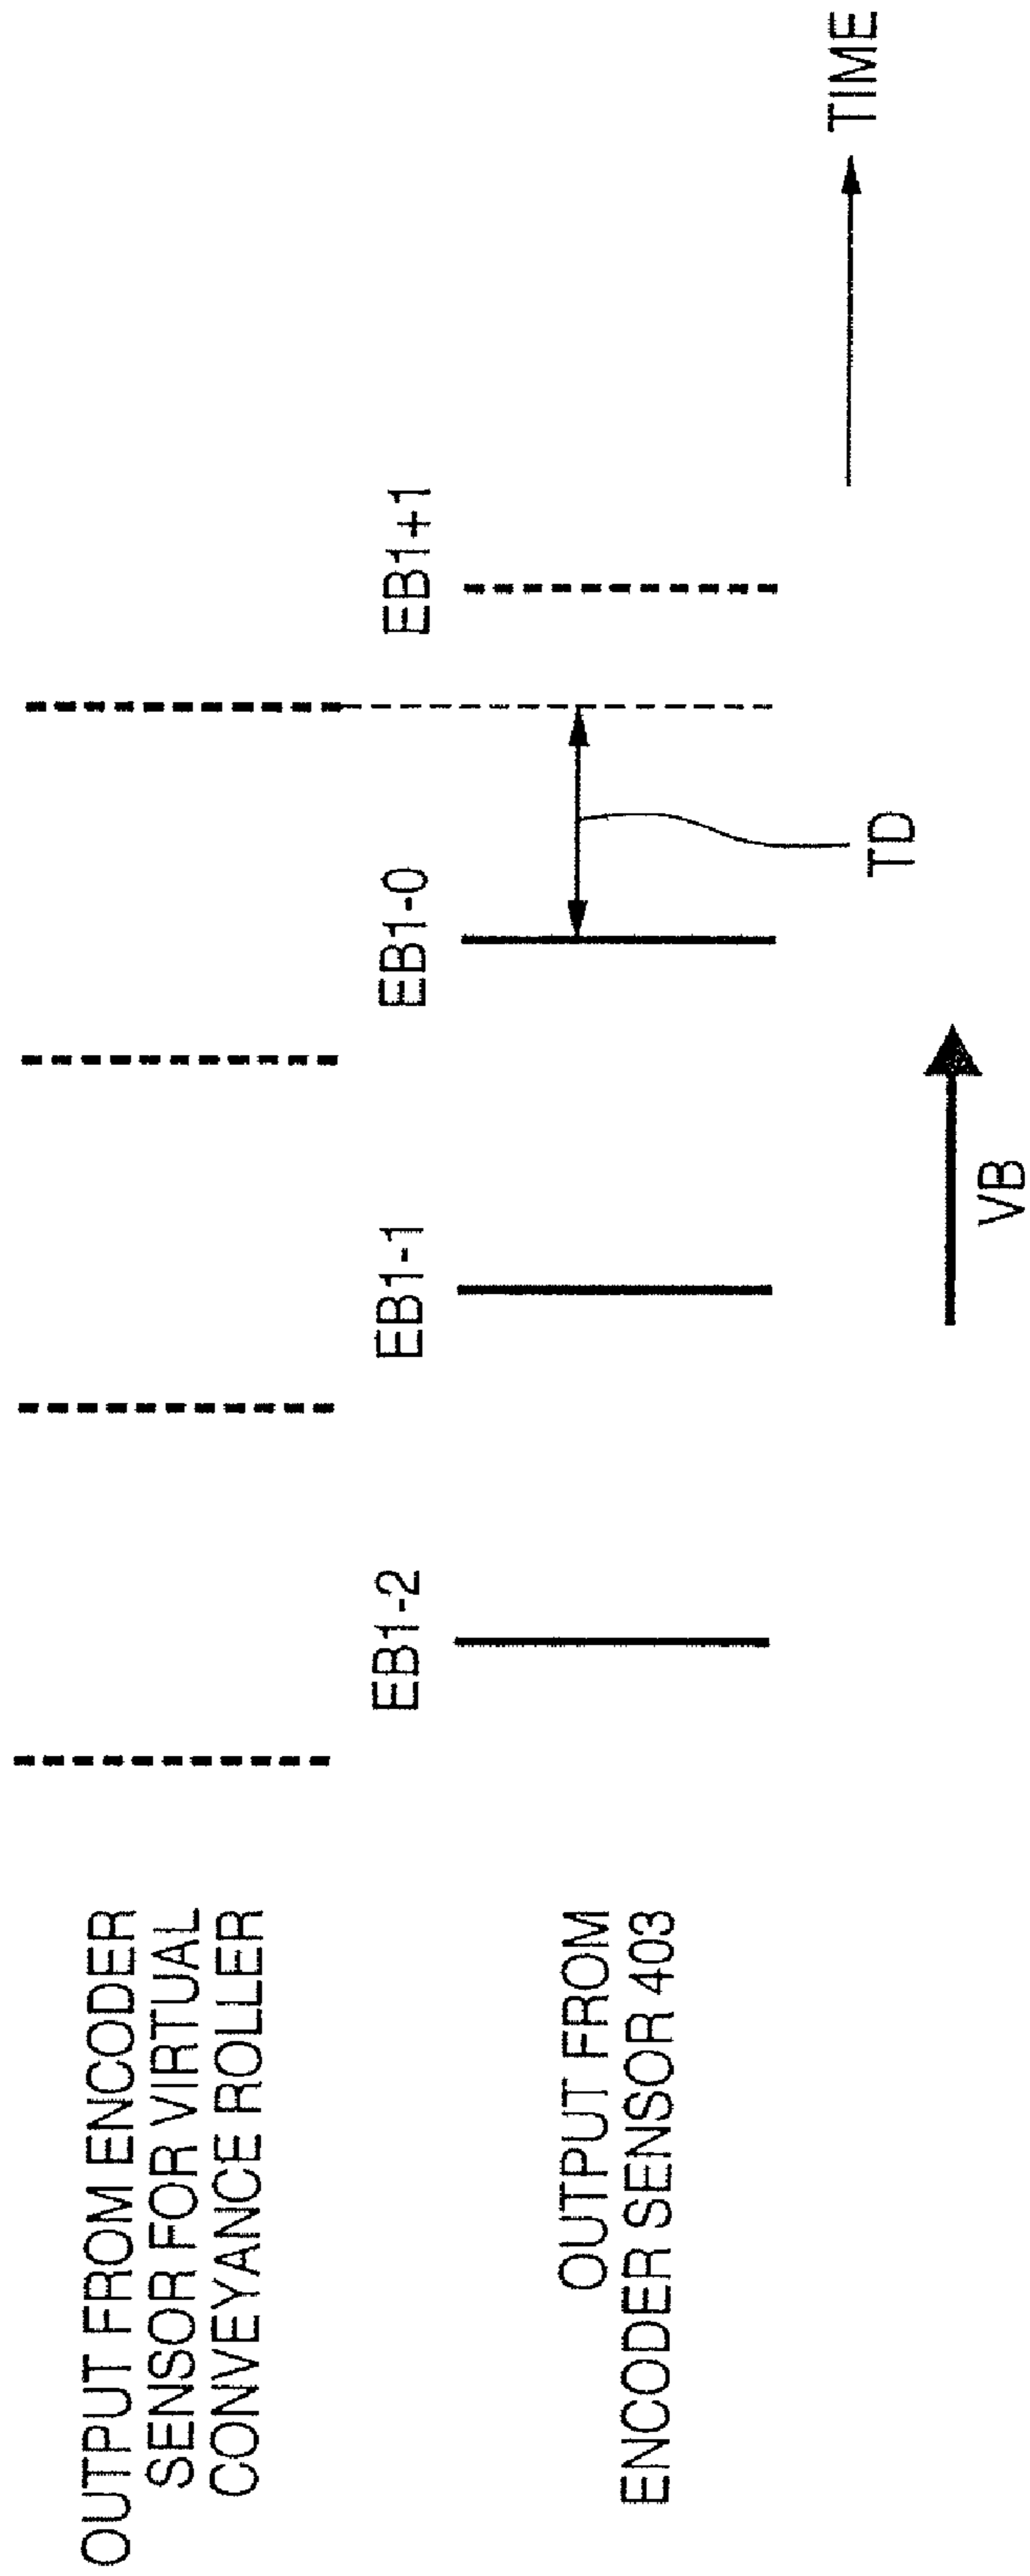 OUTPUT FROM ENCODER
SENSOR FOR VIRTUAL
CONVEYANCE ROLLER
EB1-2
EB1-1
EB1-0
EB1+1
OUTPUT FROM
ENCODER SENSOR 403
TD
TIME
VB